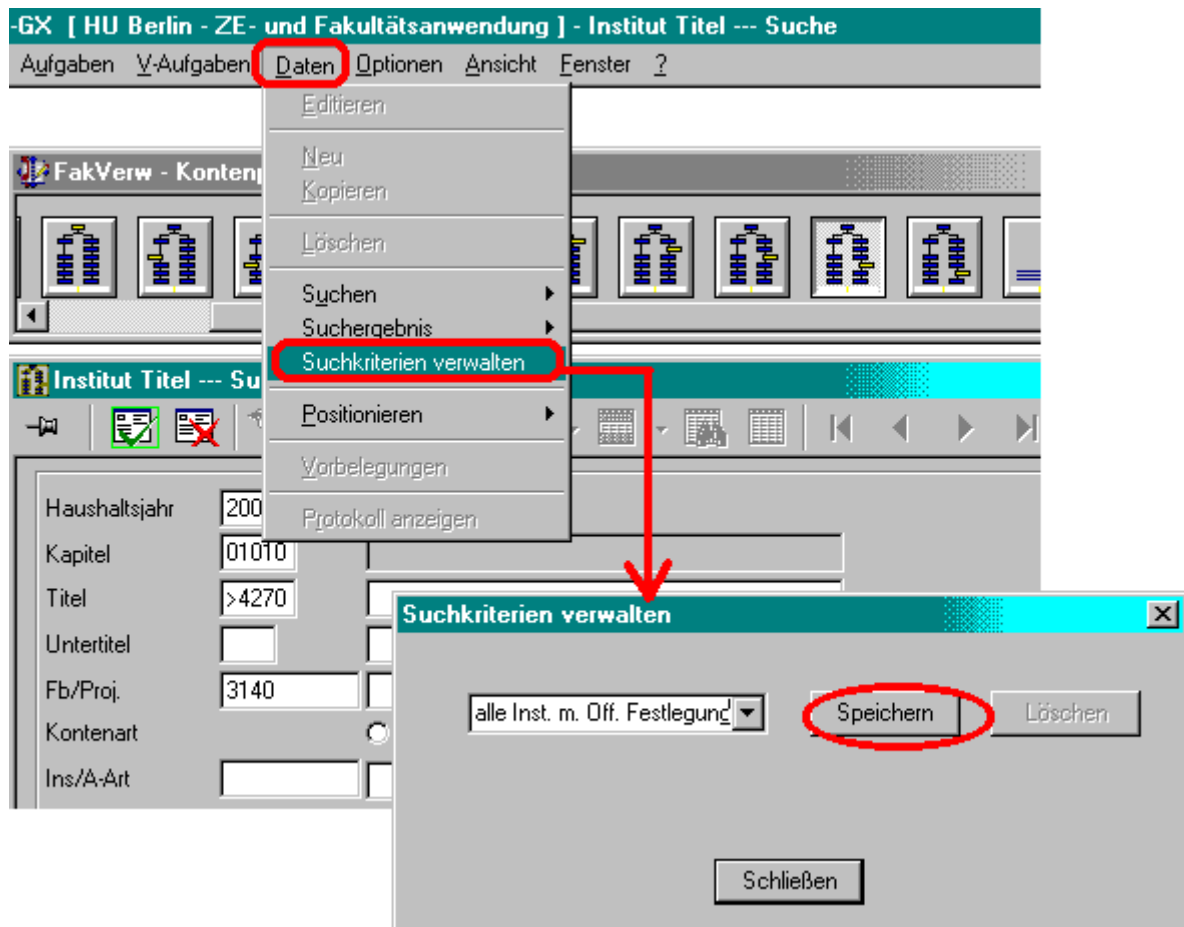 -GX [ HU Berlin - ZE- und Fakultätsanwendung ] - Institut Titel --- Suche
Aufgaben V-Aufgaben Daten Optionen Ansicht Fenster ?
Editieren
Neu
Kopieren
Löschen
Suchen
Suchergebnis
Suchkriterien verwalten
Positionieren
Vorbelegungen
Protokoll anzeigen
FakVerw -
Institut Titel ---
Haushaltsjahr 200
Kapitel 01010
Titel >4270
Untertitel
Fb/Proj. 3140
Kontenart
Ins/A-Art
Suchkriterien verwalten
alle Inst. m. Off. Festlegung Speichern Löschen
Schließen